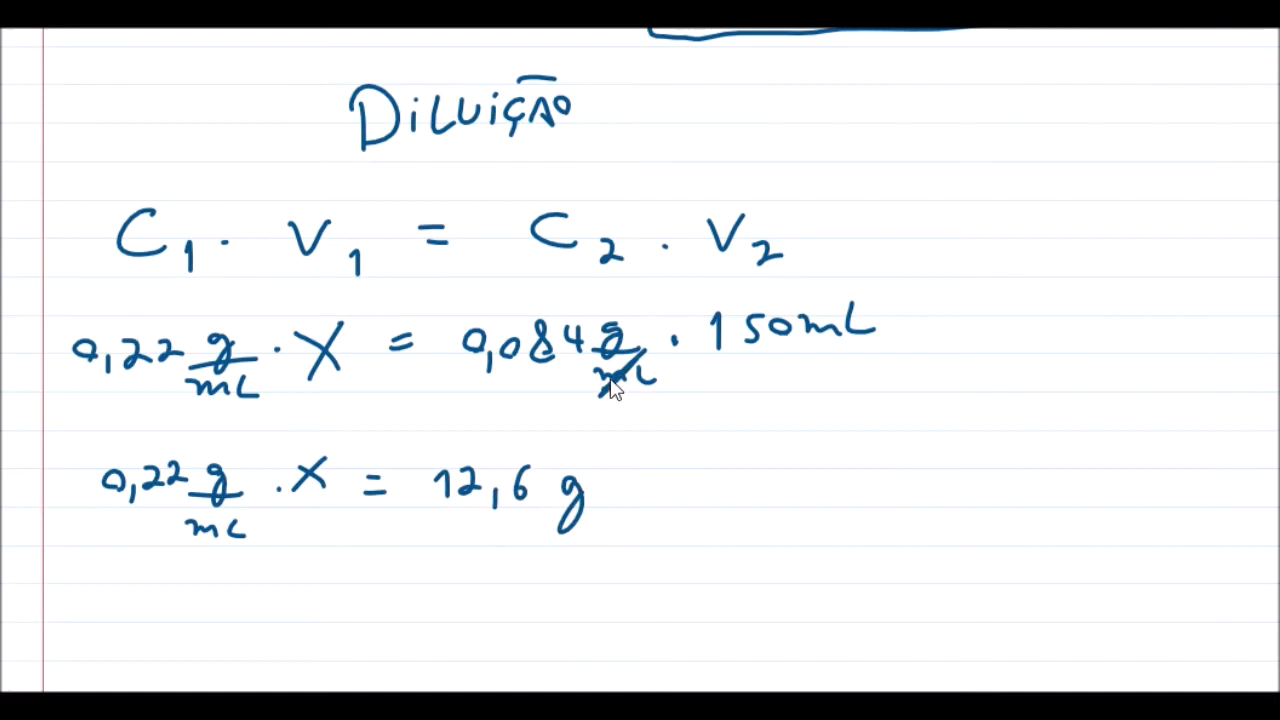 DiLUiÇÃO
C₁ . V₁ = C₂ . V₂
0,22 g/mL . X = 0,084 g/mL . 150mL
0,22 g/mL . X = 12,6 g